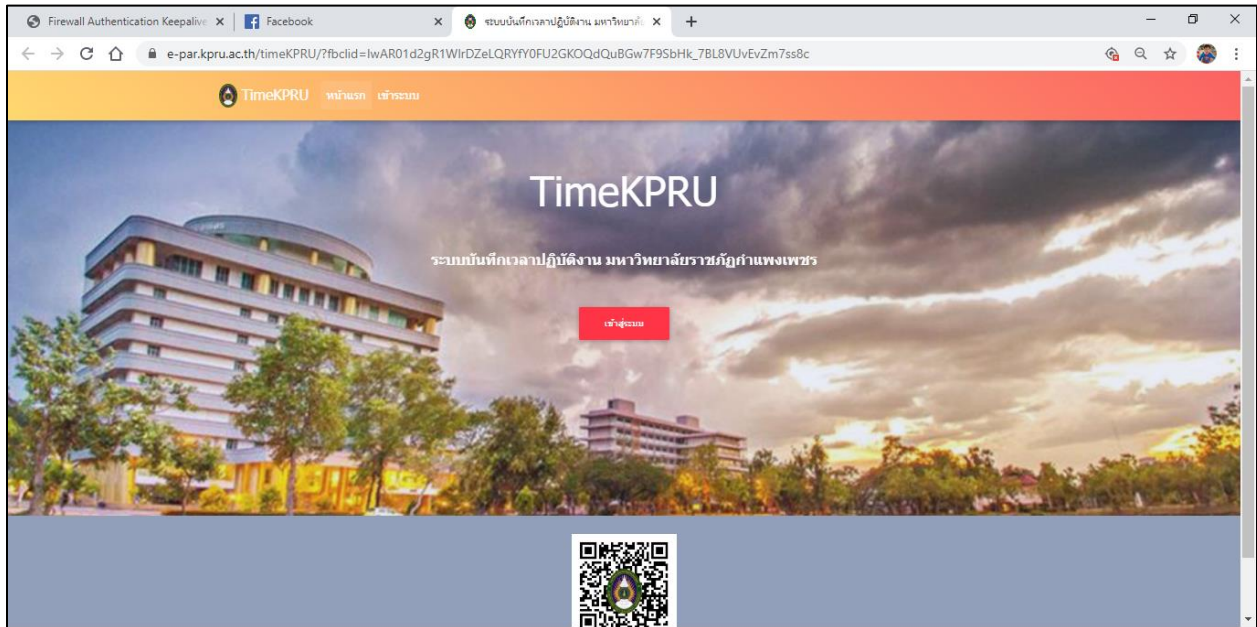 Firewall Authentication Keepalive
Facebook
ระบบบันทึกเวลาปฏิบัติงาน มหาวิทยาลัย
e-par.kpru.ac.th/timeKPRU/?fbclid=IwAR01d2gR1WIrDZeLQRYfY0FU2GKOQdQuBGw7F9SbHk_7BL8VUvEvZm7ss8c
TimeKPRU หน้าแรก เข้าระบบ
TimeKPRU
ระบบบันทึกเวลาปฏิบัติงาน มหาวิทยาลัยราชภัฏกำแพงเพชร
เข้าสู่ระบบ